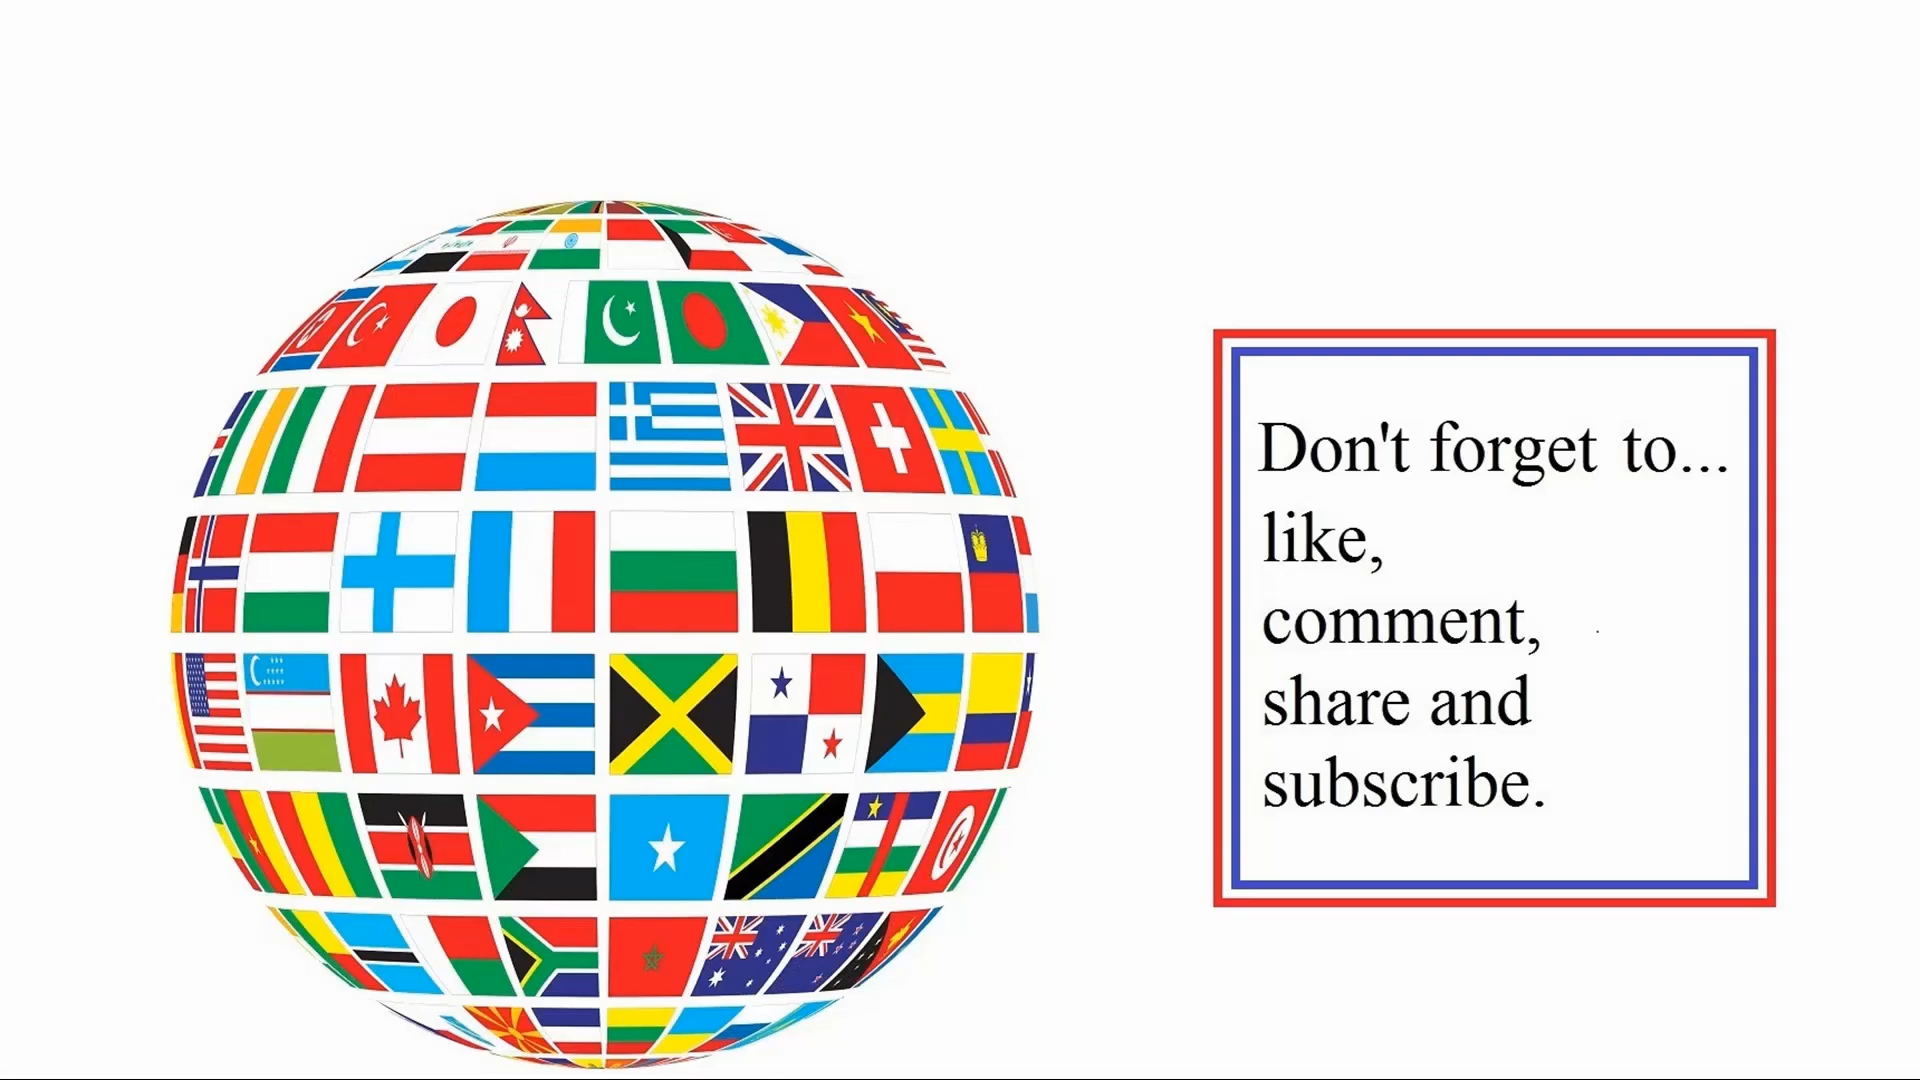 Don't forget to...
like,
comment,
share and
subscribe.